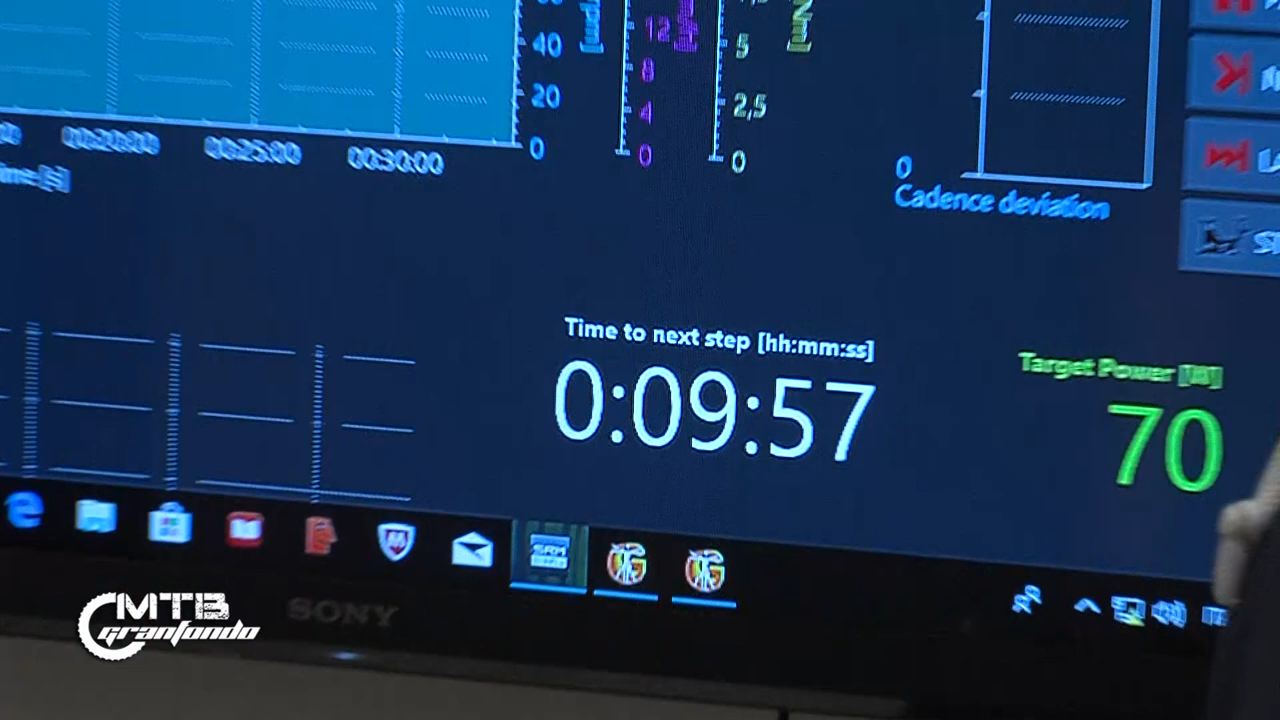 40
20
0
12
8
4
0
5
2,5
0
00:20:00
00:25:00
00:30:00
0
Cadence deviation
Time to next step [hh:mm:ss]
0:09:57
Target Power [W]
70
SRM
MTB
granfondo
SONY